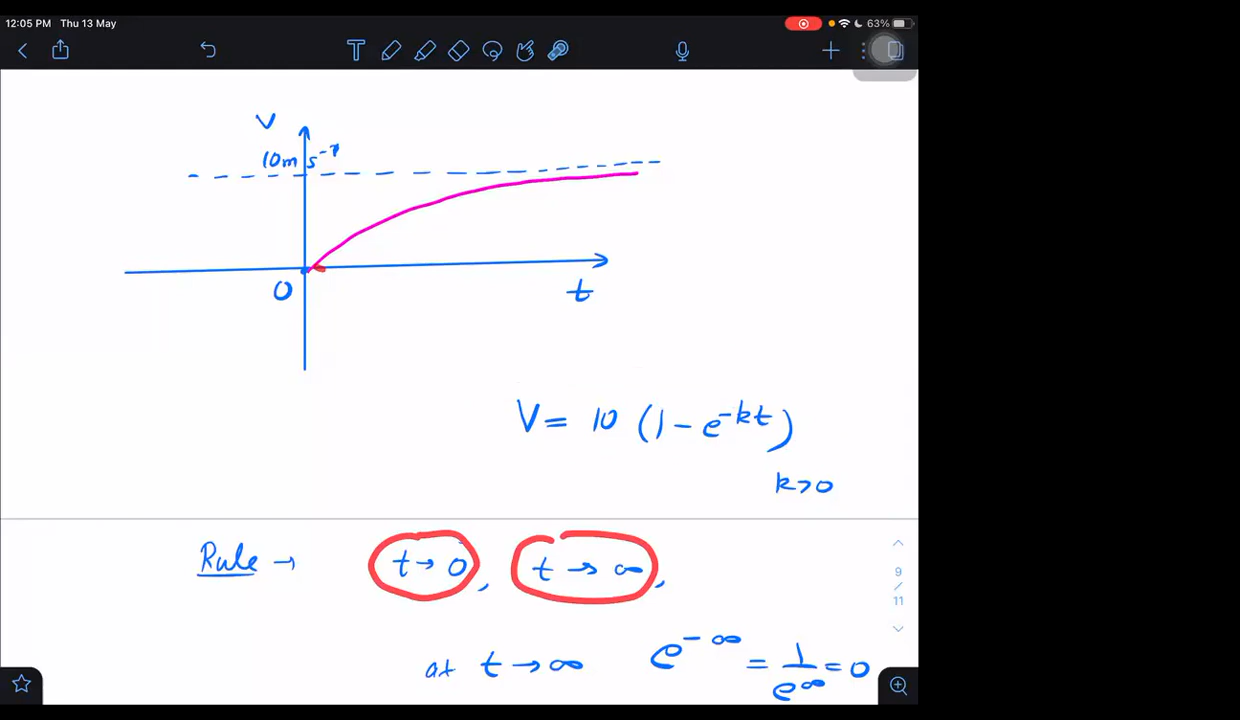 12:05 PM Thu 13 May
63%
T
V
10m s⁻¹
0
t
V = 10 (1 - e^-kt)
k>0
Rule → t → 0, t → ∞,
9
/
11
at t → ∞ e^-∞ = 1/e^∞ = 0